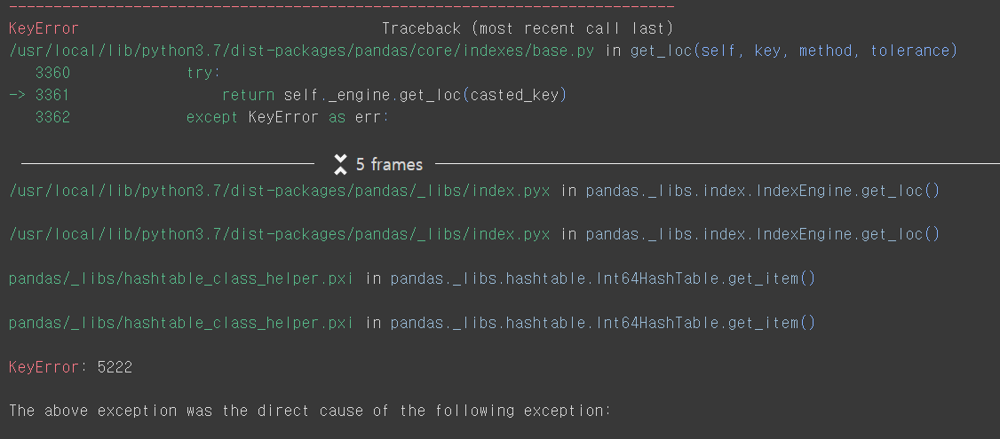 ---------------------------------------------------------------------------
KeyError                                  Traceback (most recent call last)
/usr/local/lib/python3.7/dist-packages/pandas/core/indexes/base.py in get_loc(self, key, method, tolerance)
   3360             try:
-> 3361                 return self._engine.get_loc(casted_key)
   3362             except KeyError as err:
5 frames
/usr/local/lib/python3.7/dist-packages/pandas/_libs/index.pyx in pandas._libs.index.IndexEngine.get_loc()
/usr/local/lib/python3.7/dist-packages/pandas/_libs/index.pyx in pandas._libs.index.IndexEngine.get_loc()
pandas/_libs/hashtable_class_helper.pxi in pandas._libs.hashtable.Int64HashTable.get_item()
pandas/_libs/hashtable_class_helper.pxi in pandas._libs.hashtable.Int64HashTable.get_item()
KeyError: 5222
The above exception was the direct cause of the following exception: